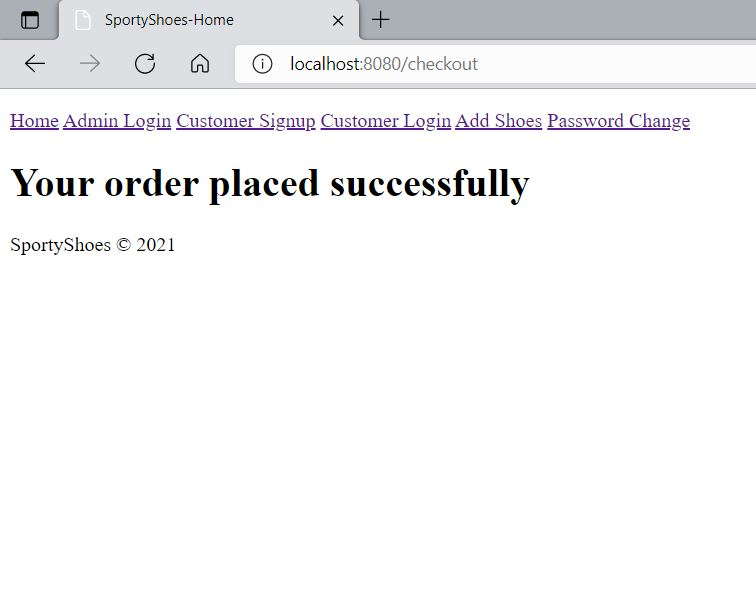 SportyShoes-Home
localhost:8080/checkout
Home Admin Login Customer Signup Customer Login Add Shoes Password Change
Your order placed successfully
SportyShoes © 2021